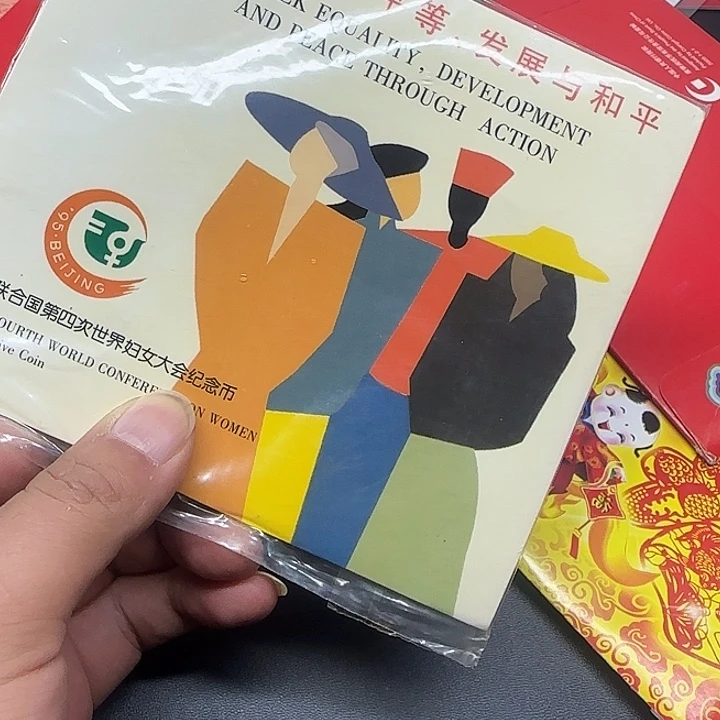 等、发展与和平
EQUALITY, DEVELOPMENT
AND PEACE THROUGH ACTION
'95·BEIJING
联合国第四次世界妇女大会纪念币
FOURTH WORLD ON WOMEN
Coin